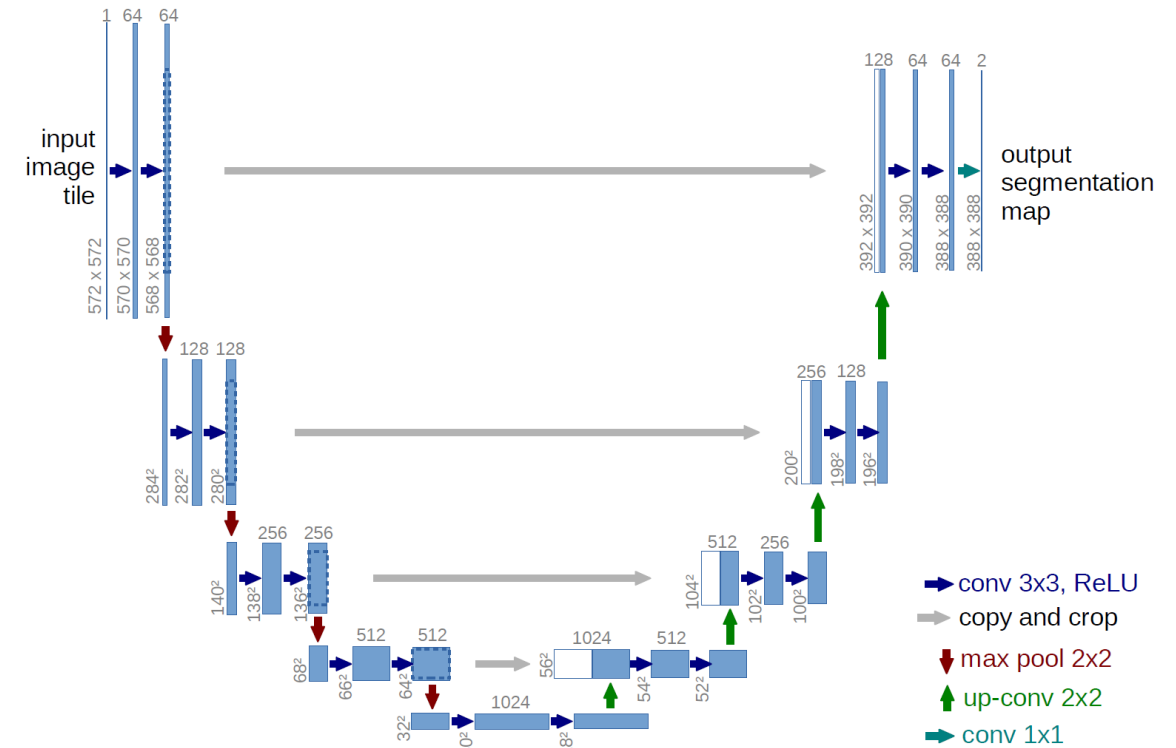 1 64 64
input
image
tile
572 x 572
570 x 570
568 x 568
128 64 64 2
output
segmentation
map
392 x 392
390 x 390
388 x 388
388 x 388
128 128
284²
282²
280²
256 128
200²
198²
196²
256 256
140²
138²
136²
512 256
104²
102²
100²
512 512
68²
66²
64²
1024 512
56²
54²
52²
1024
32²
0²
8²
conv 3x3, ReLU
copy and crop
max pool 2x2
up-conv 2x2
conv 1x1